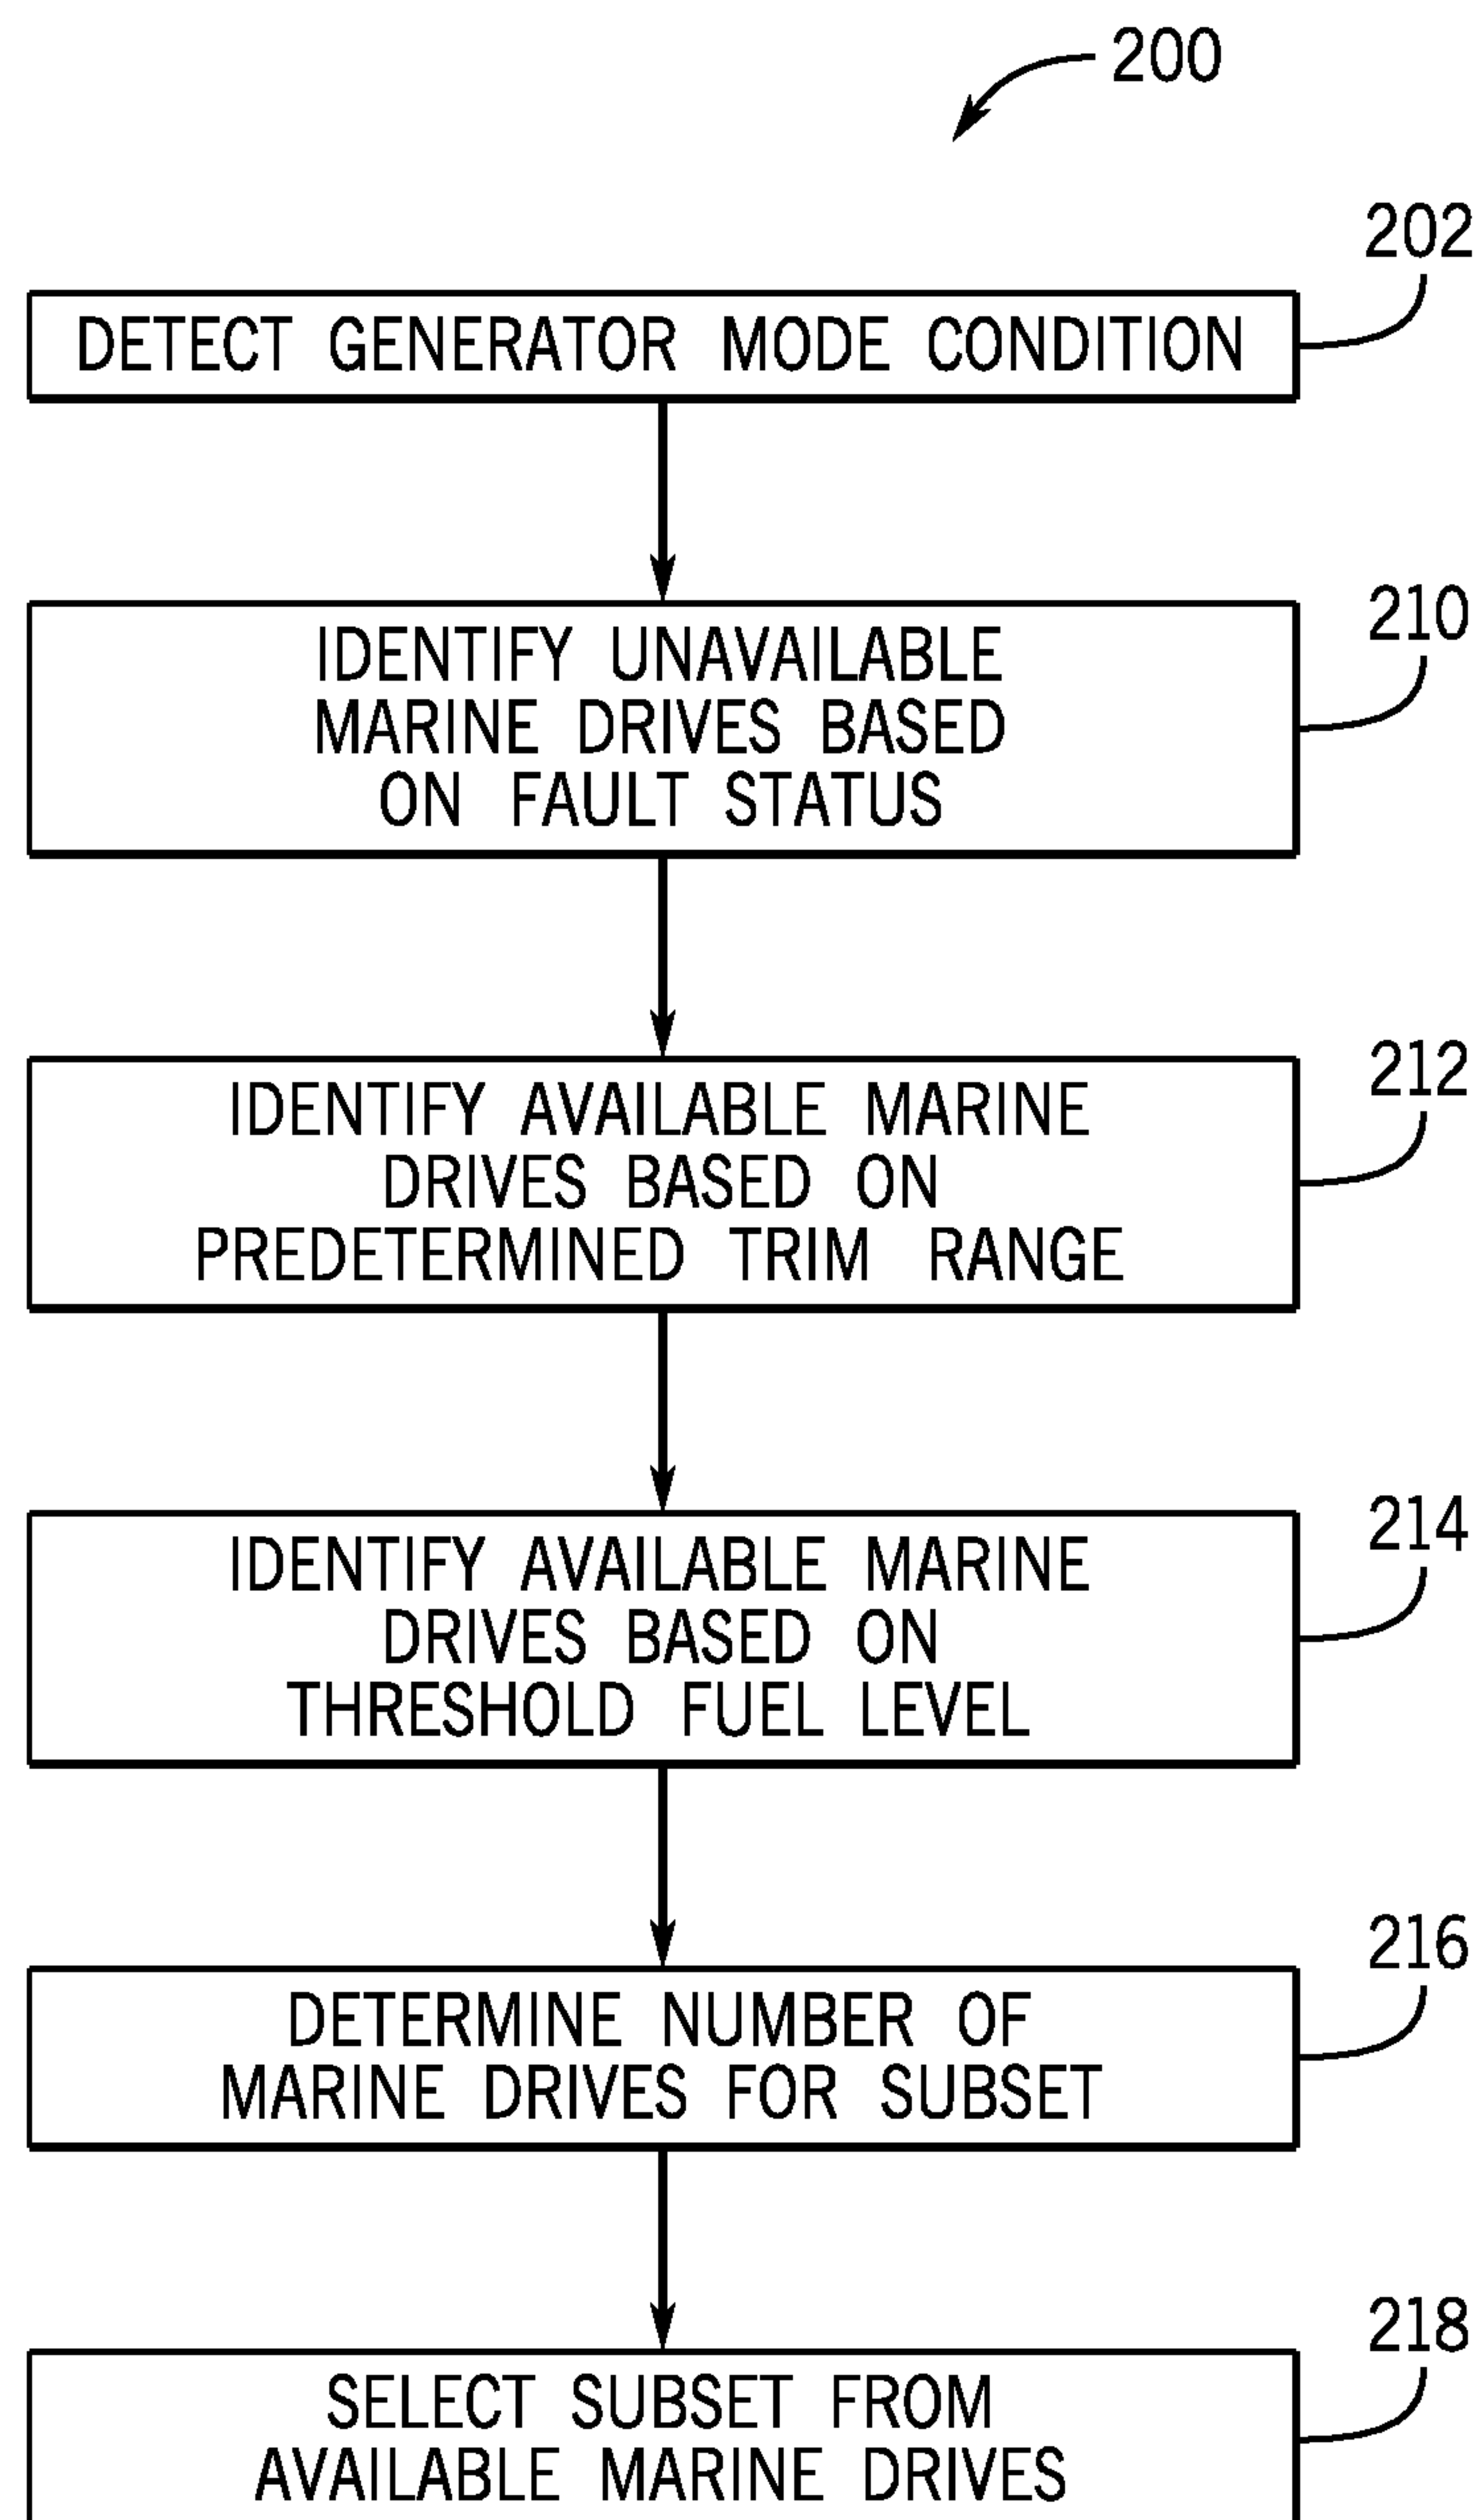 200
202
DETECT GENERATOR MODE CONDITION
210
IDENTIFY UNAVAILABLE
MARINE DRIVES BASED
ON FAULT STATUS
212
IDENTIFY AVAILABLE MARINE
DRIVES BASED ON
PREDETERMINED TRIM RANGE
214
IDENTIFY AVAILABLE MARINE
DRIVES BASED ON
THRESHOLD FUEL LEVEL
216
DETERMINE NUMBER OF
MARINE DRIVES FOR SUBSET
218
SELECT SUBSET FROM
AVAILABLE MARINE DRIVES